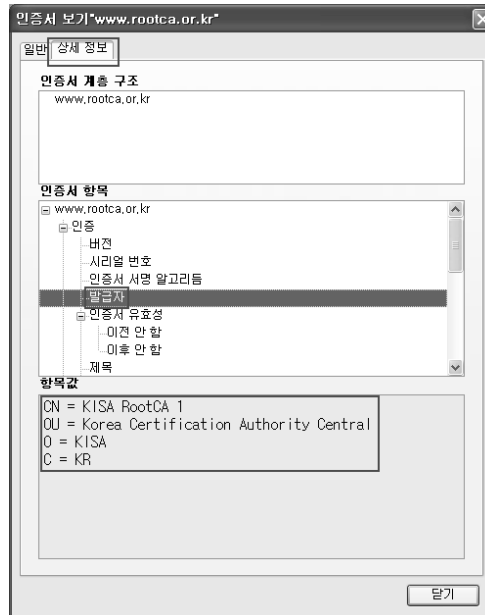 인증서 보기"www.rootca.or.kr"
일반 상세 정보
인증서 계층 구조
www.rootca.or.kr
인증서 항목
www.rootca.or.kr
인증
버전
시리얼 번호
인증서 서명 알고리듬
발급자
인증서 유효성
이전 안 함
이후 안 함
제목
항목값
CN = KISA RootCA 1
OU = Korea Certification Authority Central
O = KISA
C = KR
닫기